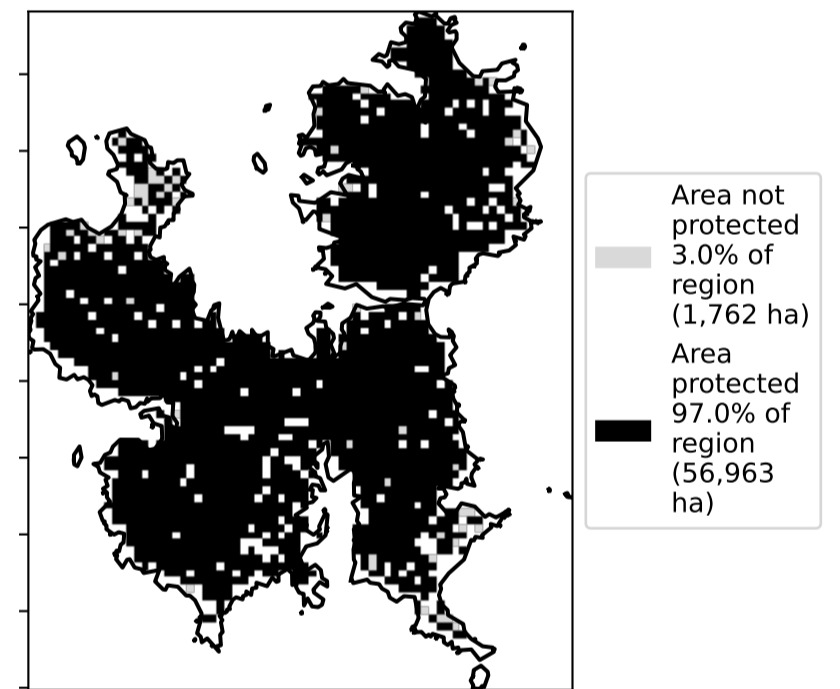 Area not
protected
3.0% of
region
(1,762 ha)
Area
protected
97.0% of
region
(56,963
ha)